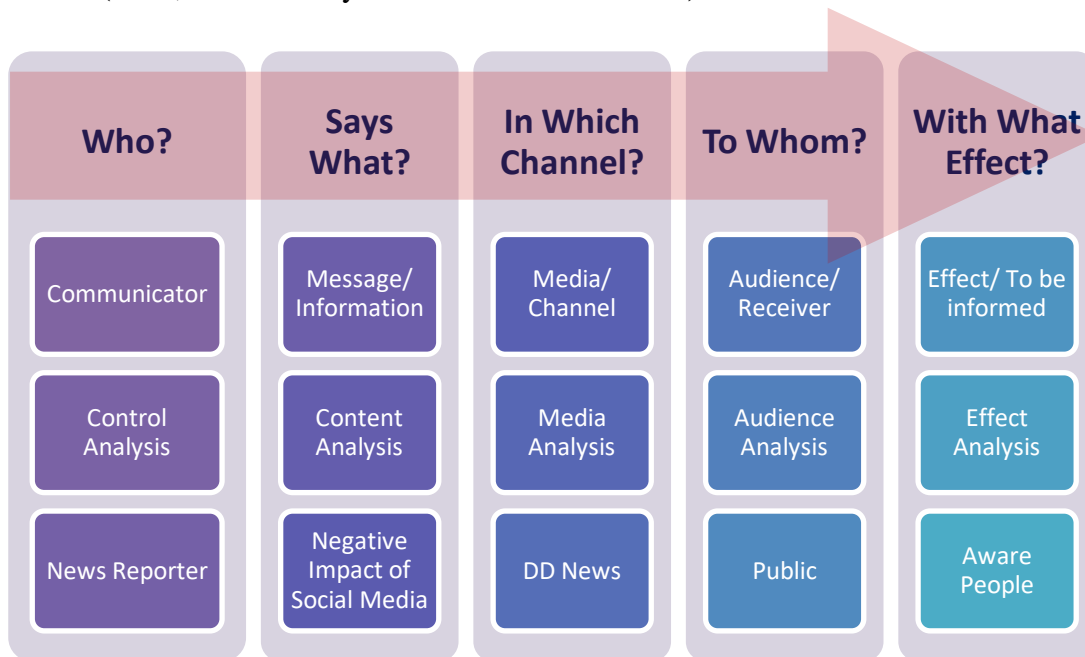 Who?
Says
What?
In Which
Channel?
To Whom?
With What
Effect?
Communicator
Message/
Information
Media/
Channel
Audience/
Receiver
Effect/ To be
informed
Control
Analysis
Content
Analysis
Media
Analysis
Audience
Analysis
Effect
Analysis
News Reporter
Negative
Impact of
Social Media
DD News
Public
Aware
People